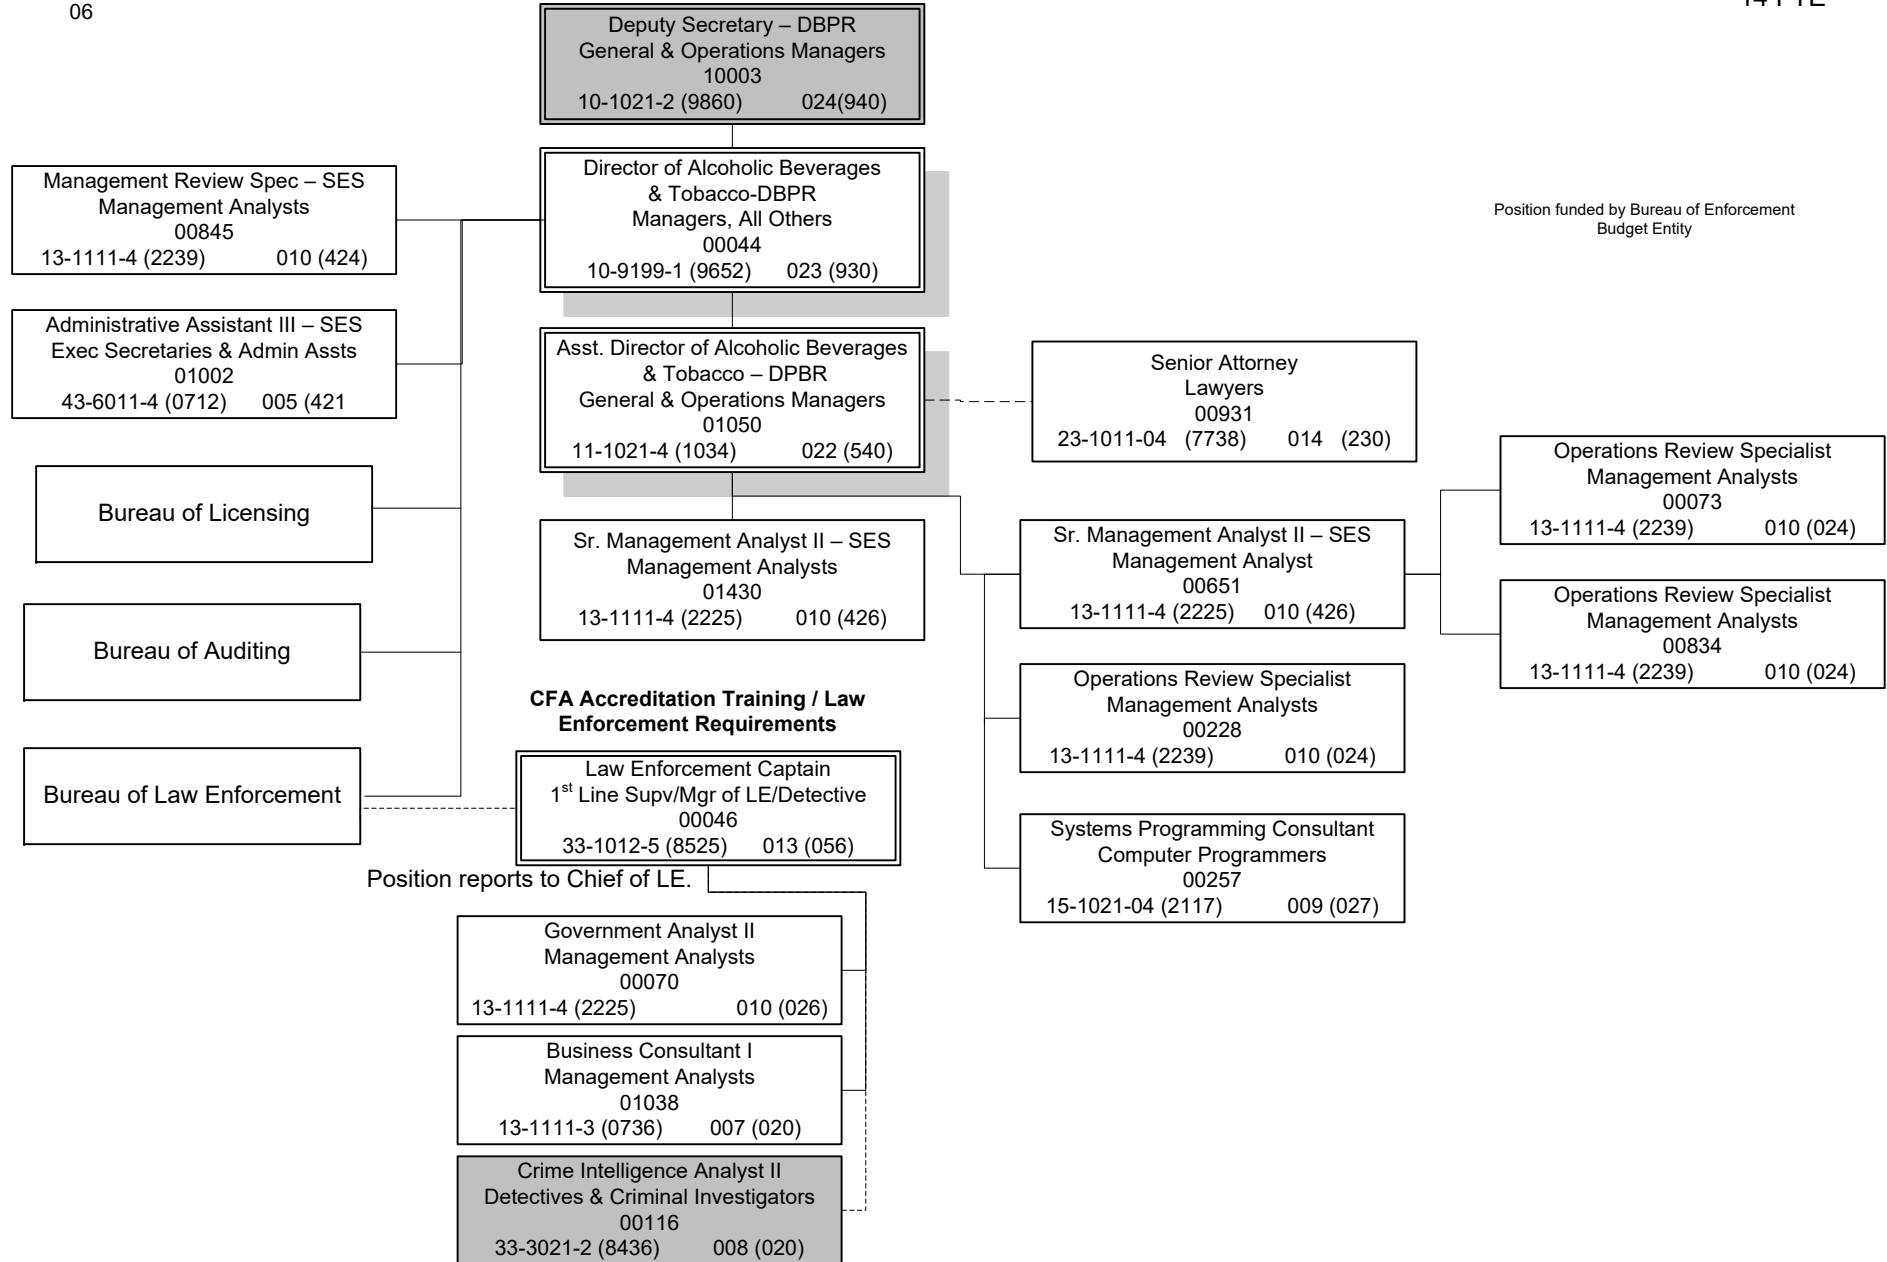 06
Deputy Secretary – DBPR
General & Operations Managers
10003
10-1021-2 (9860) 024(940)
Director of Alcoholic Beverages
& Tobacco-DBPR
Managers, All Others
00044
10-9199-1 (9652) 023 (930)
Management Review Spec – SES
Management Analysts
00845
13-1111-4 (2239) 010 (424)
Position funded by Bureau of Enforcement
Budget Entity
Administrative Assistant III – SES
Exec Secretaries & Admin Assts
01002
43-6011-4 (0712) 005 (421
Asst. Director of Alcoholic Beverages
& Tobacco – DPBR
General & Operations Managers
01050
11-1021-4 (1034) 022 (540)
Senior Attorney
Lawyers
00931
23-1011-04 (7738) 014 (230)
Bureau of Licensing
Sr. Management Analyst II – SES
Management Analysts
01430
13-1111-4 (2225) 010 (426)
Sr. Management Analyst II – SES
Management Analyst
00651
13-1111-4 (2225) 010 (426)
Operations Review Specialist
Management Analysts
00073
13-1111-4 (2239) 010 (024)
Operations Review Specialist
Management Analysts
00834
13-1111-4 (2239) 010 (024)
Bureau of Auditing
Operations Review Specialist
Management Analysts
00228
13-1111-4 (2239) 010 (024)
CFA Accreditation Training / Law
Enforcement Requirements
Bureau of Law Enforcement
Law Enforcement Captain
1st Line Supv/Mgr of LE/Detective
00046
33-1012-5 (8525) 013 (056)
Systems Programming Consultant
Computer Programmers
00257
15-1021-04 (2117) 009 (027)
Position reports to Chief of LE.
Government Analyst II
Management Analysts
00070
13-1111-4 (2225) 010 (026)
Business Consultant I
Management Analysts
01038
13-1111-3 (0736) 007 (020)
Crime Intelligence Analyst II
Detectives & Criminal Investigators
00116
33-3021-2 (8436) 008 (020)